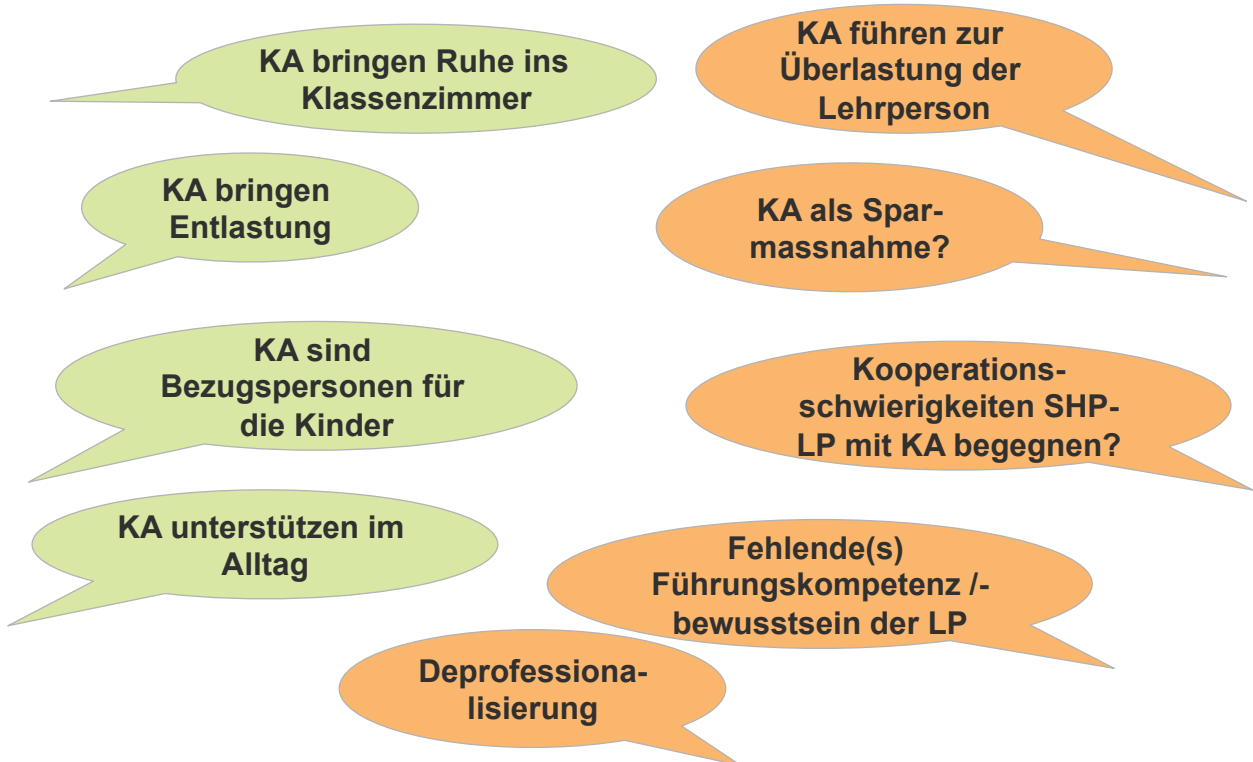 KA bringen Ruhe ins
Klassenzimmer
KA bringen
Entlastung
KA sind
Bezugspersonen für
die Kinder
KA unterstützen im
Alltag
KA führen zur
Überlastung der
Lehrperson
KA als Spar-
massnahme?
Kooperations-
schwierigkeiten SHP-
LP mit KA begegnen?
Fehlende(s)
Führungskompetenz /-
bewusstsein der LP
Deprofessiona-
lisierung